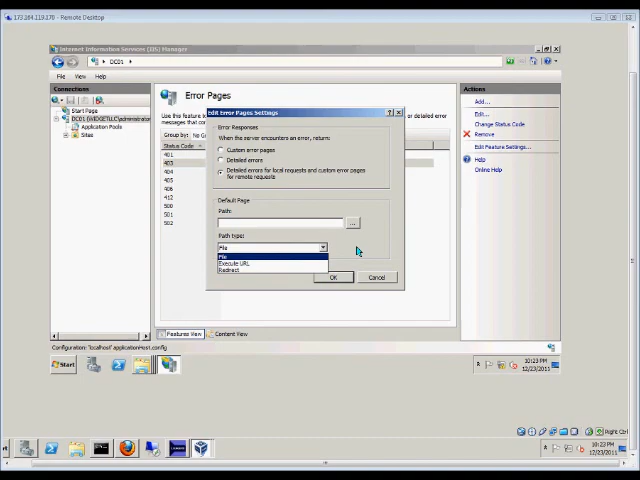 173.164.119.170 - Remote Desktop
Internet Information Services (IIS) Manager
DC01
File View Help
Connections
Start Page
DC01 (WIDGETLLC\administrator
Application Pools
Sites
Error Pages
Use this feature to
detailed error
messages that co
Group by: No G
Status Code
401
403
404
405
406
412
500
501
502
Edit Error Pages Settings
Error Responses
When the server encounters an error, return:
Custom error pages
Detailed errors
Detailed errors for local requests and custom error pages
for remote requests
Default Page
Path:
...
Path type:
File
File
Execute URL
Redirect
OK
Cancel
Actions
Add...
Edit...
Change Status Code
Remove
Edit Feature Settings...
Help
Online Help
Features View
Content View
Configuration: 'localhost' applicationHost.config
Start
10:23 PM
12/23/2011
Right Ctrl
10:23 PM
12/23/2011